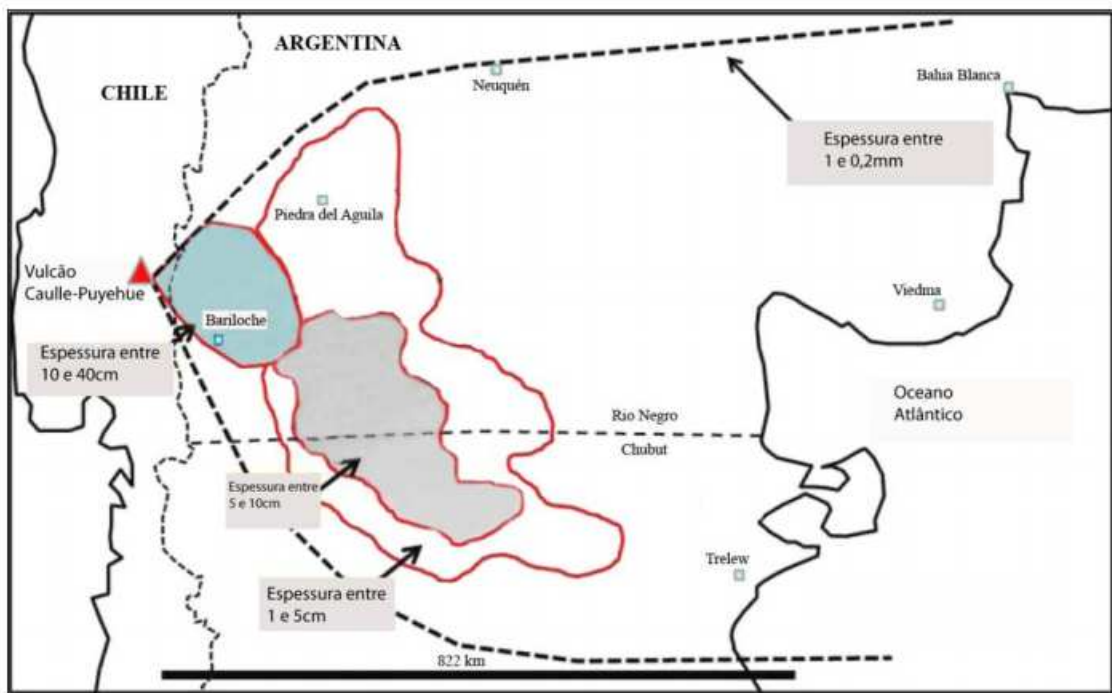 ARGENTINA
CHILE
Neuquén
Bahia Blanca
Espessura entre
1 e 0,2mm
Piedra del Aguila
Vulcão
Caulle-Puyehue
Viedma
Bariloche
Espessura entre
10 e 40cm
Oceano
Atlântico
Rio Negro
Chubut
Espessura entre
5 e 10cm
Trelew
Espessura entre
1 e 5cm
822 km